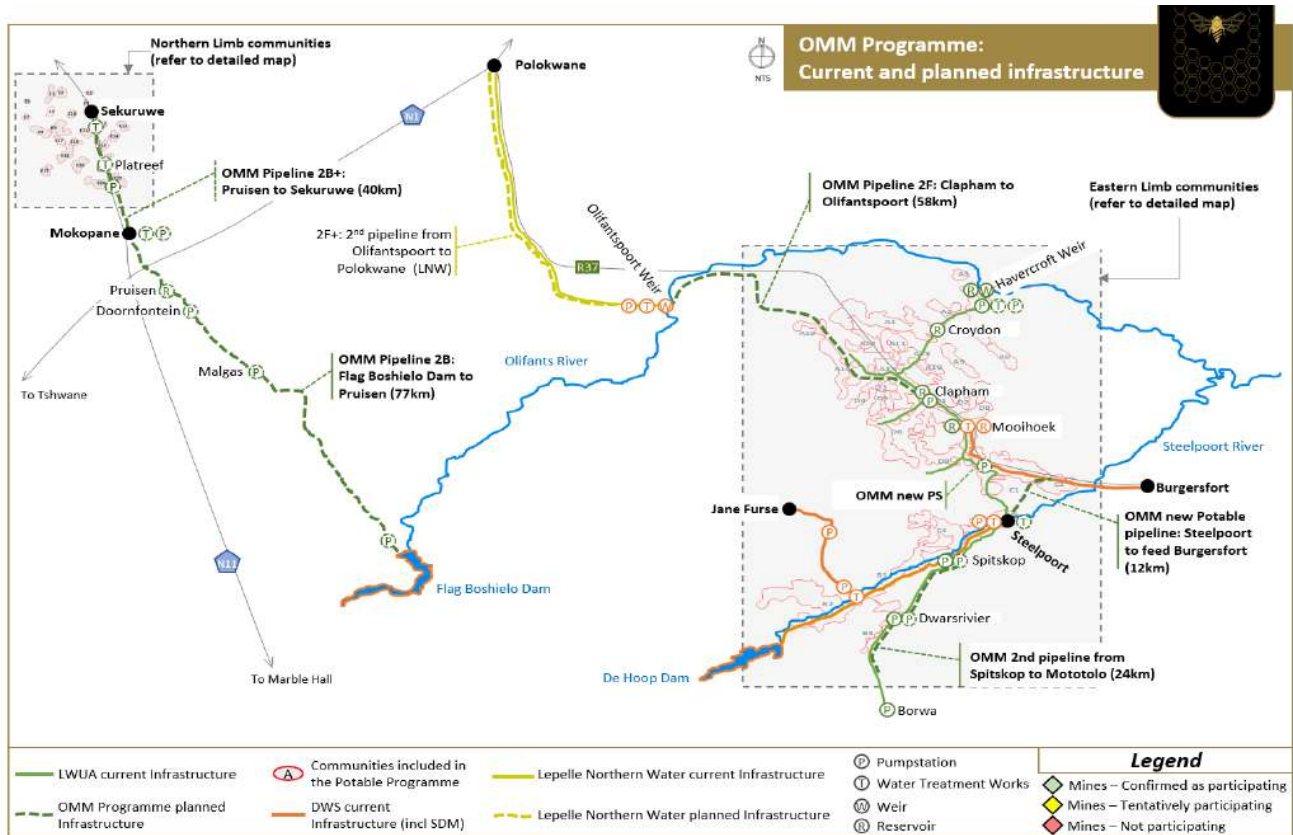 OMM Programme:
Current and planned infrastructure
N
NTS
Northern Limb communities
(refer to detailed map)
Sekuruwe
T
T
Platreef
P
Mokopane
T P
OMM Pipeline 2B+:
Pruisen to Sekuruwe (40km)
N1
Polokwane
2F+: 2nd pipeline from
Olifantspoort to
Polokwane (LNW)
Olifantspoort Weir
P T W
R37
OMM Pipeline 2F: Clapham to
Olifantspoort (58km)
Eastern Limb communities
(refer to detailed map)
Havercroft Weir
R W
P T P
R Croydon
R Clapham
P
R T R Mooihoek
P
Pruisen R
Doornfontein P
Malgas P
OMM Pipeline 2B:
Flag Boshielo Dam to
Pruisen (77km)
Olifants River
To Tshwane
N11
To Marble Hall
P
Flag Boshielo Dam
Steelpoort River
OMM new PS
Burgersfort
Jane Furse
P
P
T
P T
T
Steelpoort
C1
OMM new Potable
pipeline: Steelpoort
to feed Burgersfort
(12km)
P P Spitskop
P P Dwarsrivier
De Hoop Dam
OMM 2nd pipeline from
Spitskop to Mototolo (24km)
P Borwa
LWUA current Infrastructure
OMM Programme planned
Infrastructure
A
Communities included in
the Potable Programme
DWS current
Infrastructure (incl SDM)
Lepelle Northern Water current Infrastructure
Lepelle Northern Water planned Infrastructure
P Pumpstation
T Water Treatment Works
W Weir
R Reservoir
Legend
Mines – Confirmed as participating
Mines – Tentatively participating
Mines – Not participating